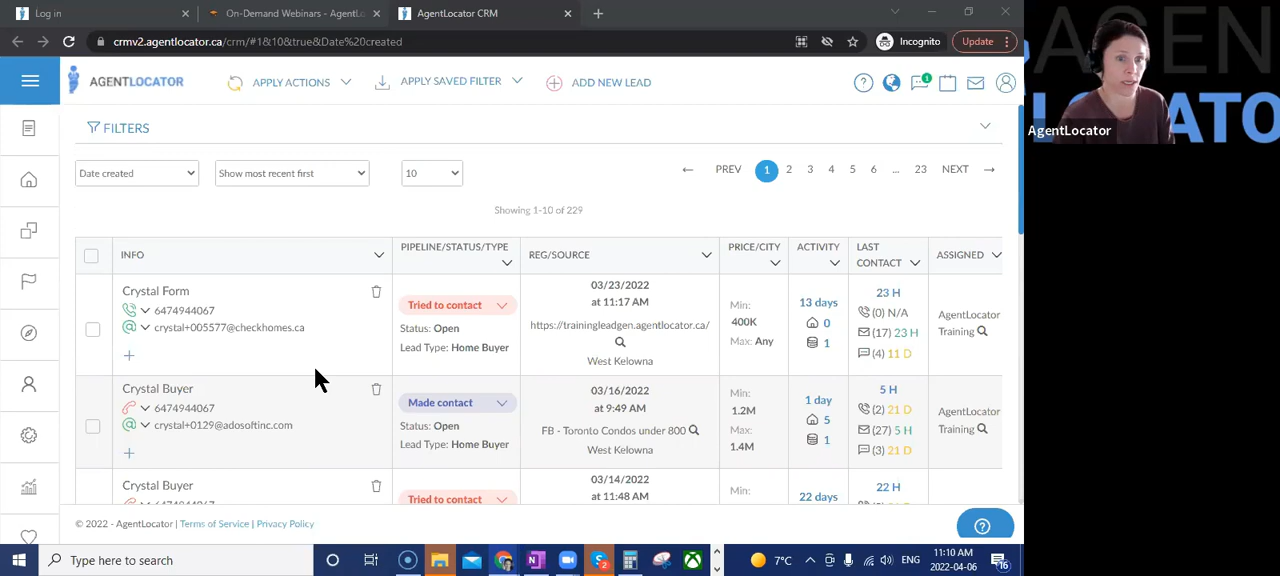 Log in
On-Demand Webinars - AgentLo
AgentLocator CRM
crmv2.agentlocator.ca/crm/#1&10&true&Date%20created
Incognito
Update
AGENTLOCATOR
APPLY ACTIONS
APPLY SAVED FILTER
ADD NEW LEAD
1
FILTERS
Date created
Show most recent first
10
PREV 1 2 3 4 5 6 ... 23 NEXT
Showing 1-10 of 229
INFO
PIPELINE/STATUS/TYPE
REG/SOURCE
PRICE/CITY
ACTIVITY
LAST CONTACT
ASSIGNED
Crystal Form
6474944067
crystal+005577@checkhomes.ca
Tried to contact
Status: Open
Lead Type: Home Buyer
03/23/2022
at 11:17 AM
https://trainingleadgen.agentlocator.ca/
West Kelowna
Min:
400K
Max: Any
13 days
0
1
23 H
(0) N/A
(17) 23 H
(4) 11 D
AgentLocator
Training
Crystal Buyer
6474944067
crystal+0129@adosoftinc.com
Made contact
Status: Open
Lead Type: Home Buyer
03/16/2022
at 9:49 AM
FB - Toronto Condos under 800
West Kelowna
Min:
1.2M
Max:
1.4M
1 day
5
1
5 H
(2) 21 D
(27) 5 H
(3) 21 D
AgentLocator
Training
Crystal Buyer
Tried to contact
03/14/2022
at 11:48 AM
Min:
22 days
22 H
© 2022 - AgentLocator | Terms of Service | Privacy Policy
Type here to search
7°C
ENG
11:10 AM
2022-04-06
16
AgentLocator